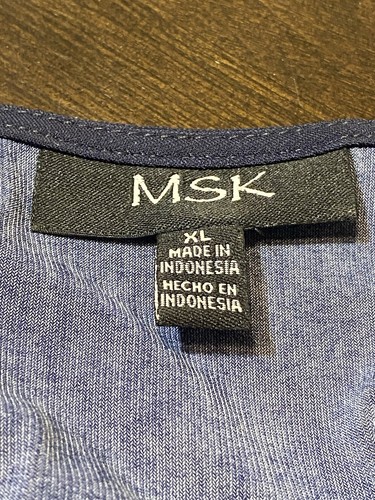 MSK
XL
MADE IN
INDONESIA
HECHO EN
INDONESIA